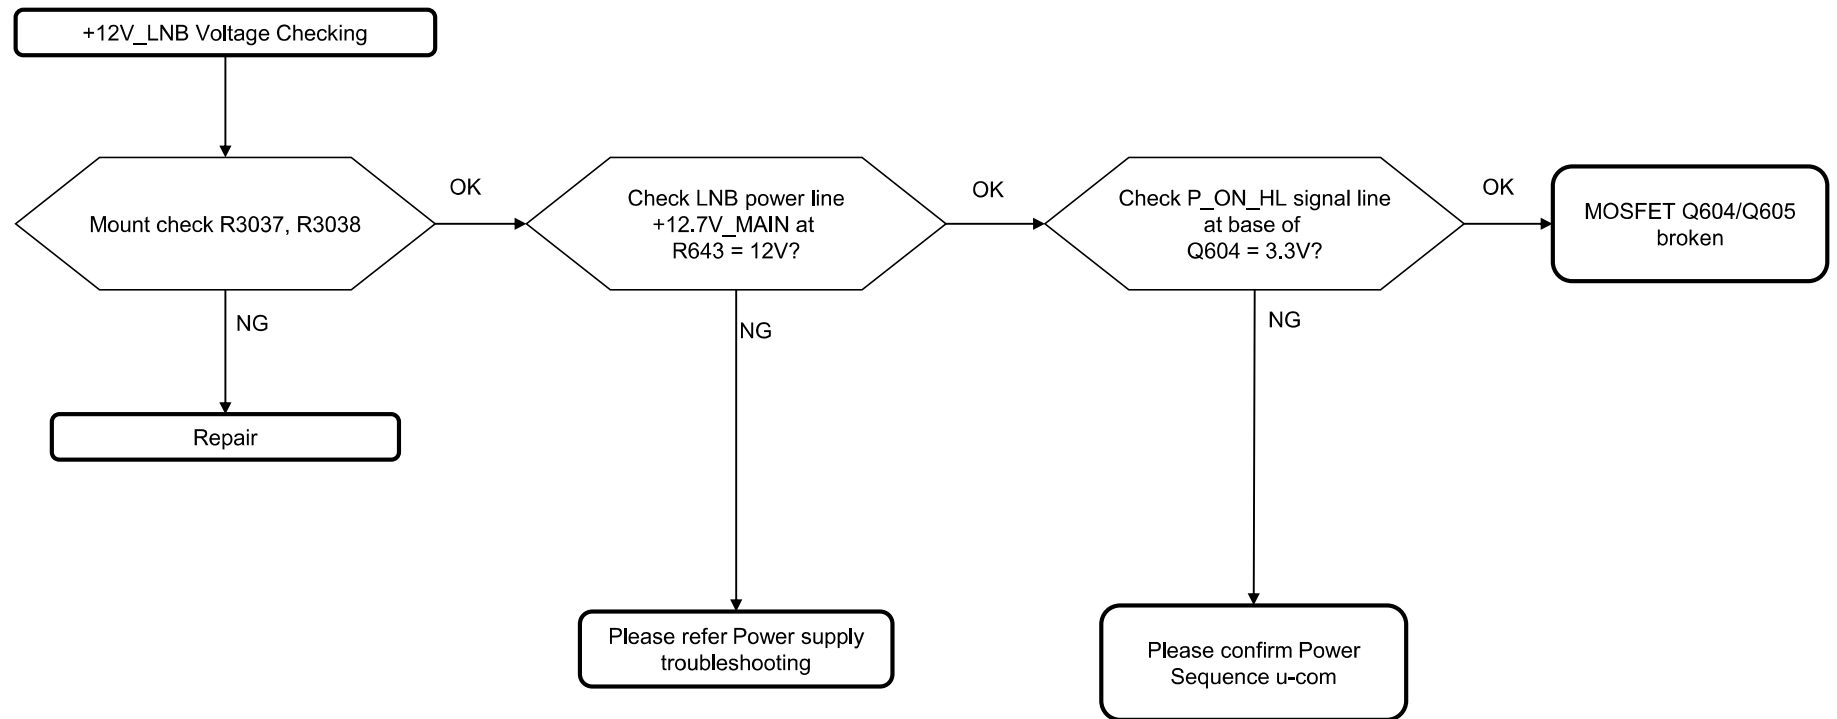 +12V_LNB Voltage Checking
Mount check R3037, R3038
OK
NG
Repair
Check LNB power line
+12.7V_MAIN at
R643 = 12V?
OK
NG
Please refer Power supply
troubleshooting
Check P_ON_HL signal line
at base of
Q604 = 3.3V?
OK
NG
Please confirm Power
Sequence u-com
MOSFET Q604/Q605
broken